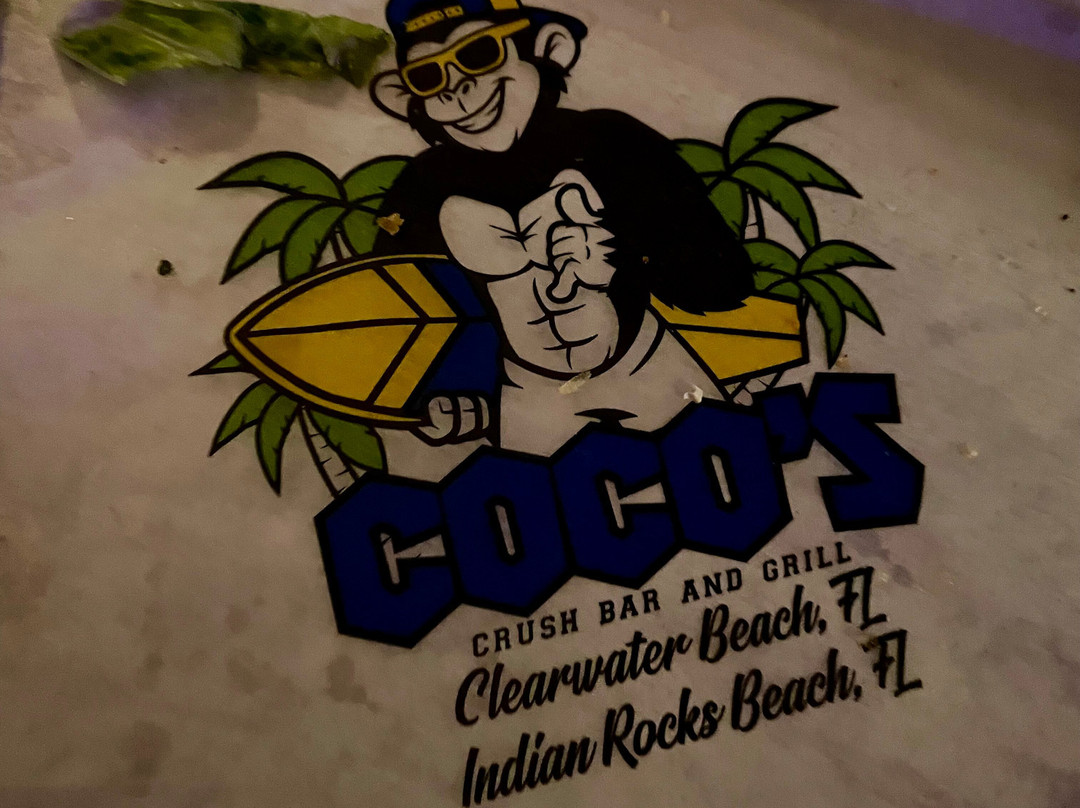 COCO'S
CRUSH BAR AND GRILL
Clearwater Beach, FL
Indian Rocks Beach, FL